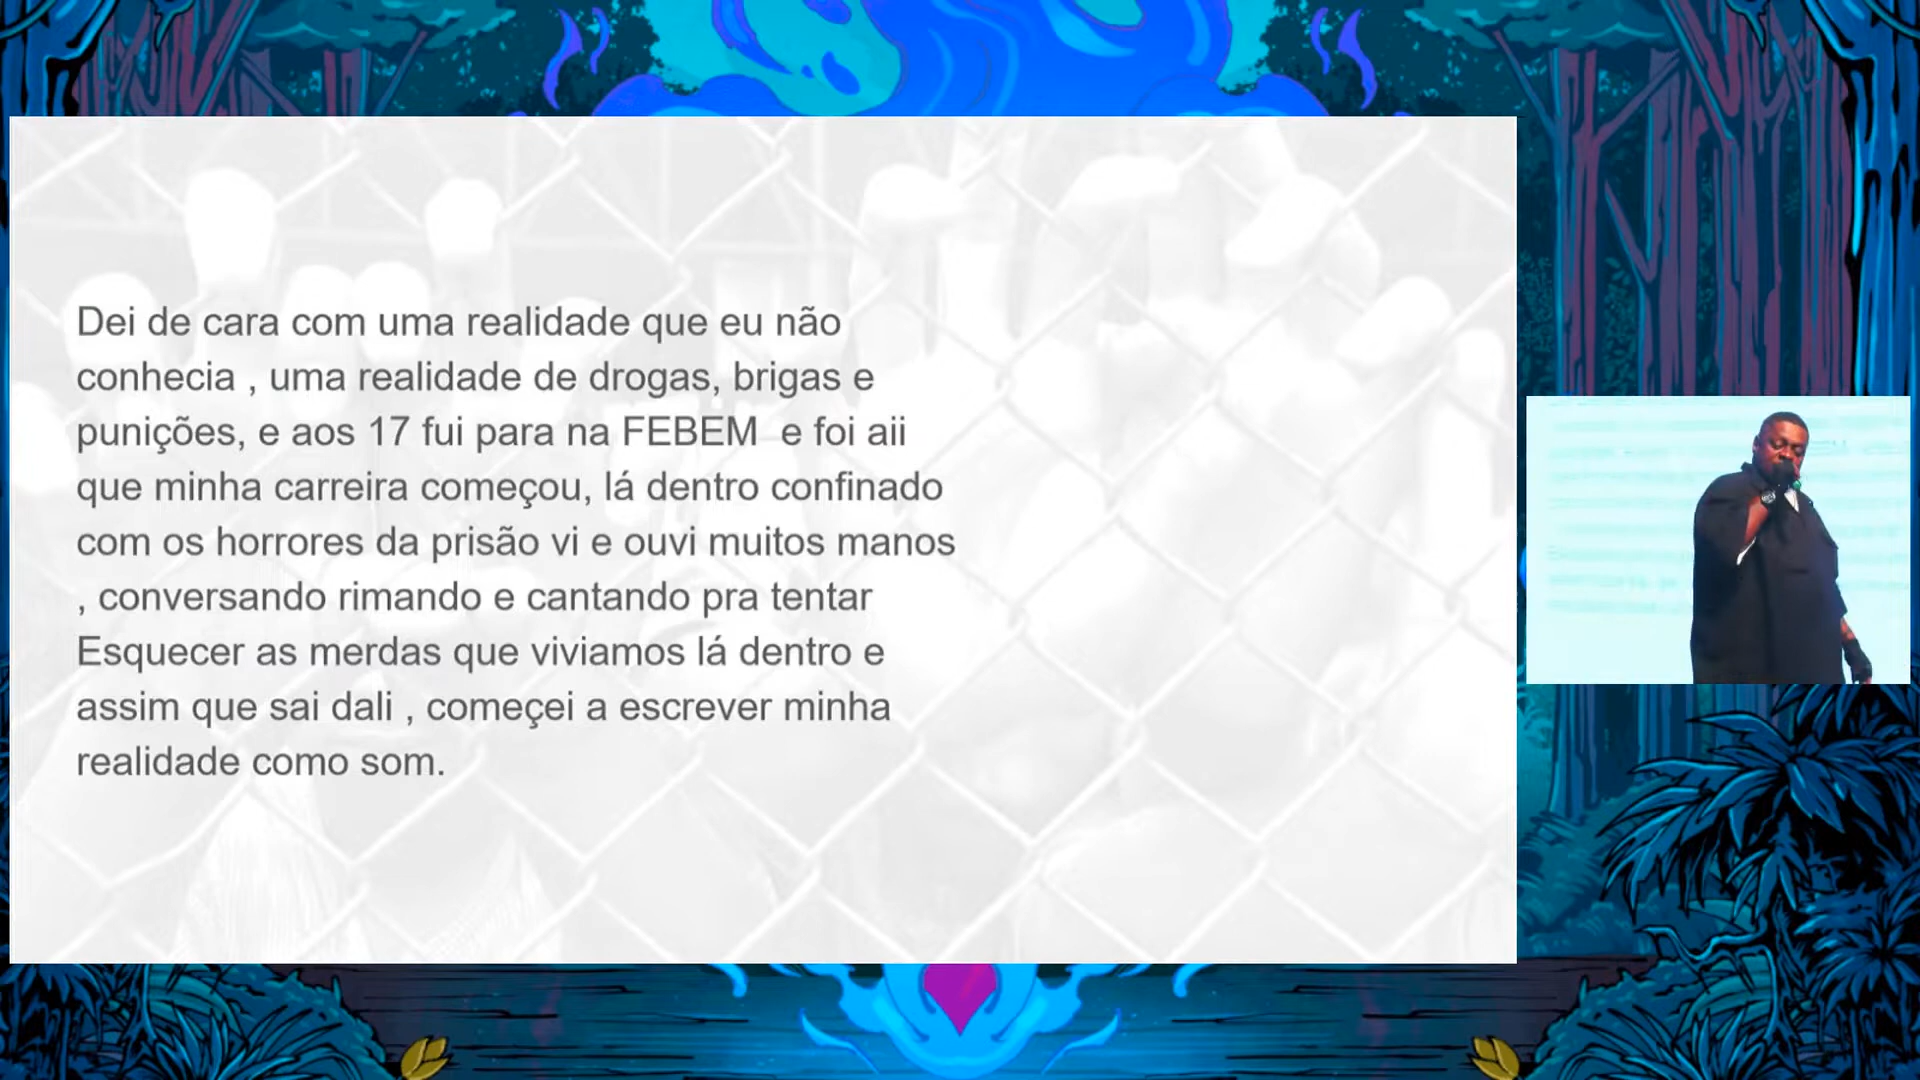 Dei de cara com uma realidade que eu não
conhecia , uma realidade de drogas, brigas e
punições, e aos 17 fui para na FEBEM  e foi aii
que minha carreira começou, lá dentro confinado
com os horrores da prisão vi e ouvi muitos manos
, conversando rimando e cantando pra tentar
Esquecer as merdas que viviamos lá dentro e
assim que sai dali , começei a escrever minha
realidade como som.